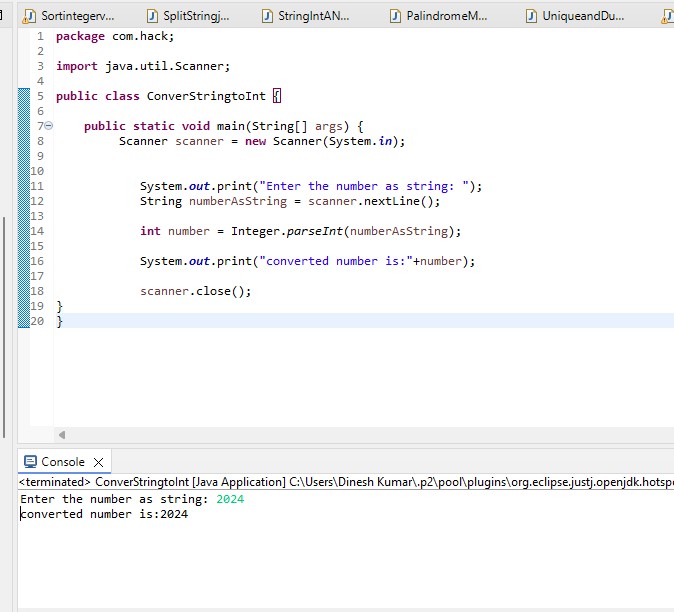 Sortintegerv... SplitStringj... StringIntAN... PalindromeM... UniqueandDu...
1 package com.hack;
2
3 import java.util.Scanner;
4
5 public class ConverStringtoInt {
6
7 public static void main(String[] args) {
8 Scanner scanner = new Scanner(System.in);
9
10
11 System.out.print("Enter the number as string: ");
12 String numberAsString = scanner.nextLine();
13
14 int number = Integer.parseInt(numberAsString);
15
16 System.out.print("converted number is:"+number);
17
18 scanner.close();
19 }
20 }
Console
<terminated> ConverStringtoInt [Java Application] C:\Users\Dinesh Kumar\.p2\pool\plugins\org.eclipse.justj.openjdk.hotsp
Enter the number as string: 2024
converted number is:2024